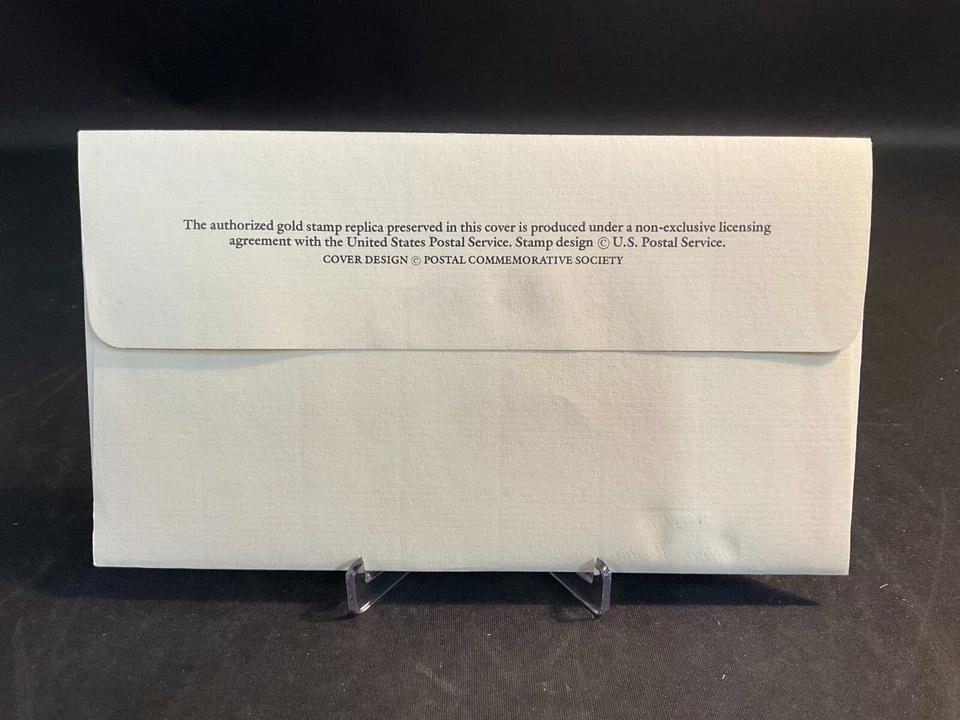 The authorized gold stamp replica preserved in this cover is produced under a non-exclusive licensing
agreement with the United States Postal Service. Stamp design © U.S. Postal Service.
COVER DESIGN © POSTAL COMMEMORATIVE SOCIETY